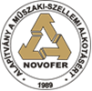 ALAPÍTVÁNY A MŰSZAKI-SZELLEMI ALKOTÁSÉRT
NOVOFER
1989